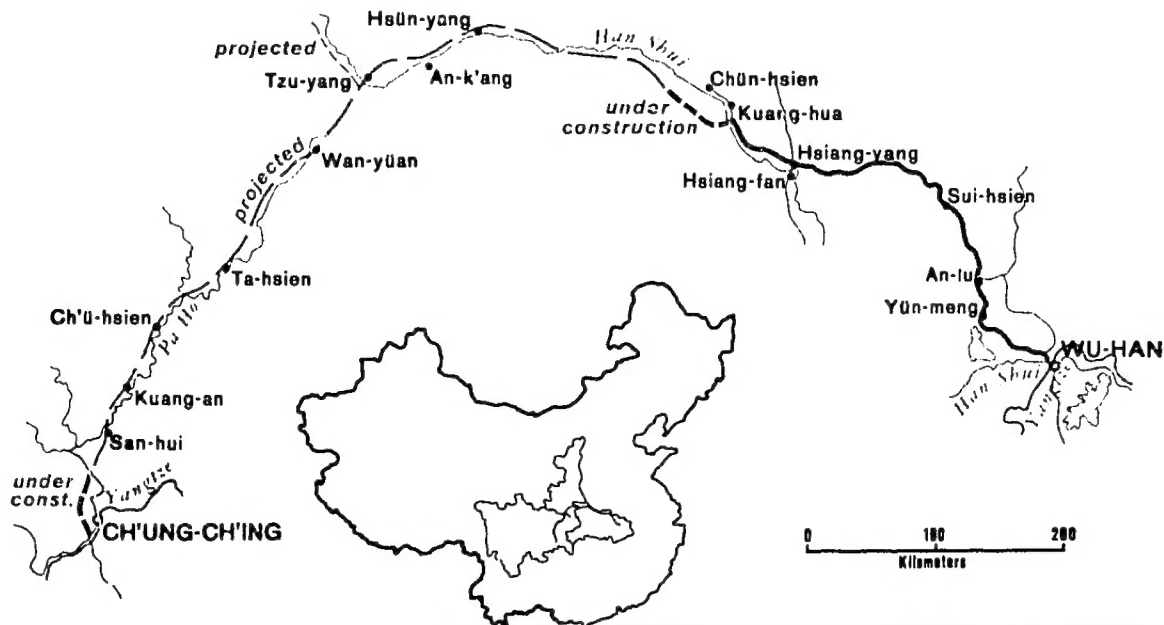 Hsün-yang
projected
Han Shui
Tzu-yang
An-k'ang
Chün-hsien
under
construction
Kuang-hua
Wan-yüan
projected
Hsiang-yang
Hsiang-fan
Sui-hsien
Ta-hsien
An-lu
Ch'ü-hsien
Pa Ho
Yün-meng
WU-HAN
Han Shui
Kuang-an
San-hui
under
const.
Yangtze
CH'UNG-CH'ING
0 100 200
Kilometers